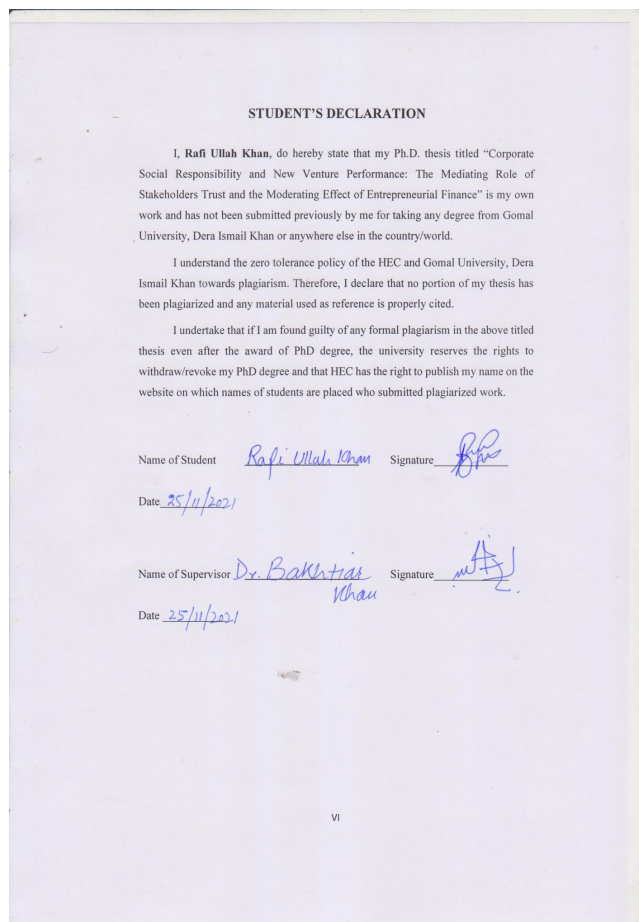 STUDENT'S DECLARATION
I, Rafi Ullah Khan, do hereby state that my Ph.D. thesis titled “Corporate
Social Responsibility and New Venture Performance: The Mediating Role of
Stakeholders Trust and the Moderating Effect of Entrepreneurial Finance” is my own
work and has not been submitted previously by me for taking any degree from Gomal
University, Dera Ismail Khan or anywhere else in the country/world.
I understand the zero tolerance policy of the HEC and Gomal University, Dera
Ismail Khan towards plagiarism. Therefore, I declare that no portion of my thesis has
been plagiarized and any material used as reference is properly cited.
I undertake that if I am found guilty of any formal plagiarism in the above titled
thesis even after the award of PhD degree, the university reserves the rights to
withdraw/revoke my PhD degree and that HEC has the right to publish my name on the
website on which names of students are placed who submitted plagiarized work.
Name of Student Rafi Ullah Khan Signature
Date 25/11/2021
Name of Supervisor Dr. Bakhtiar Signature
Khan
Date 25/11/2021
VI